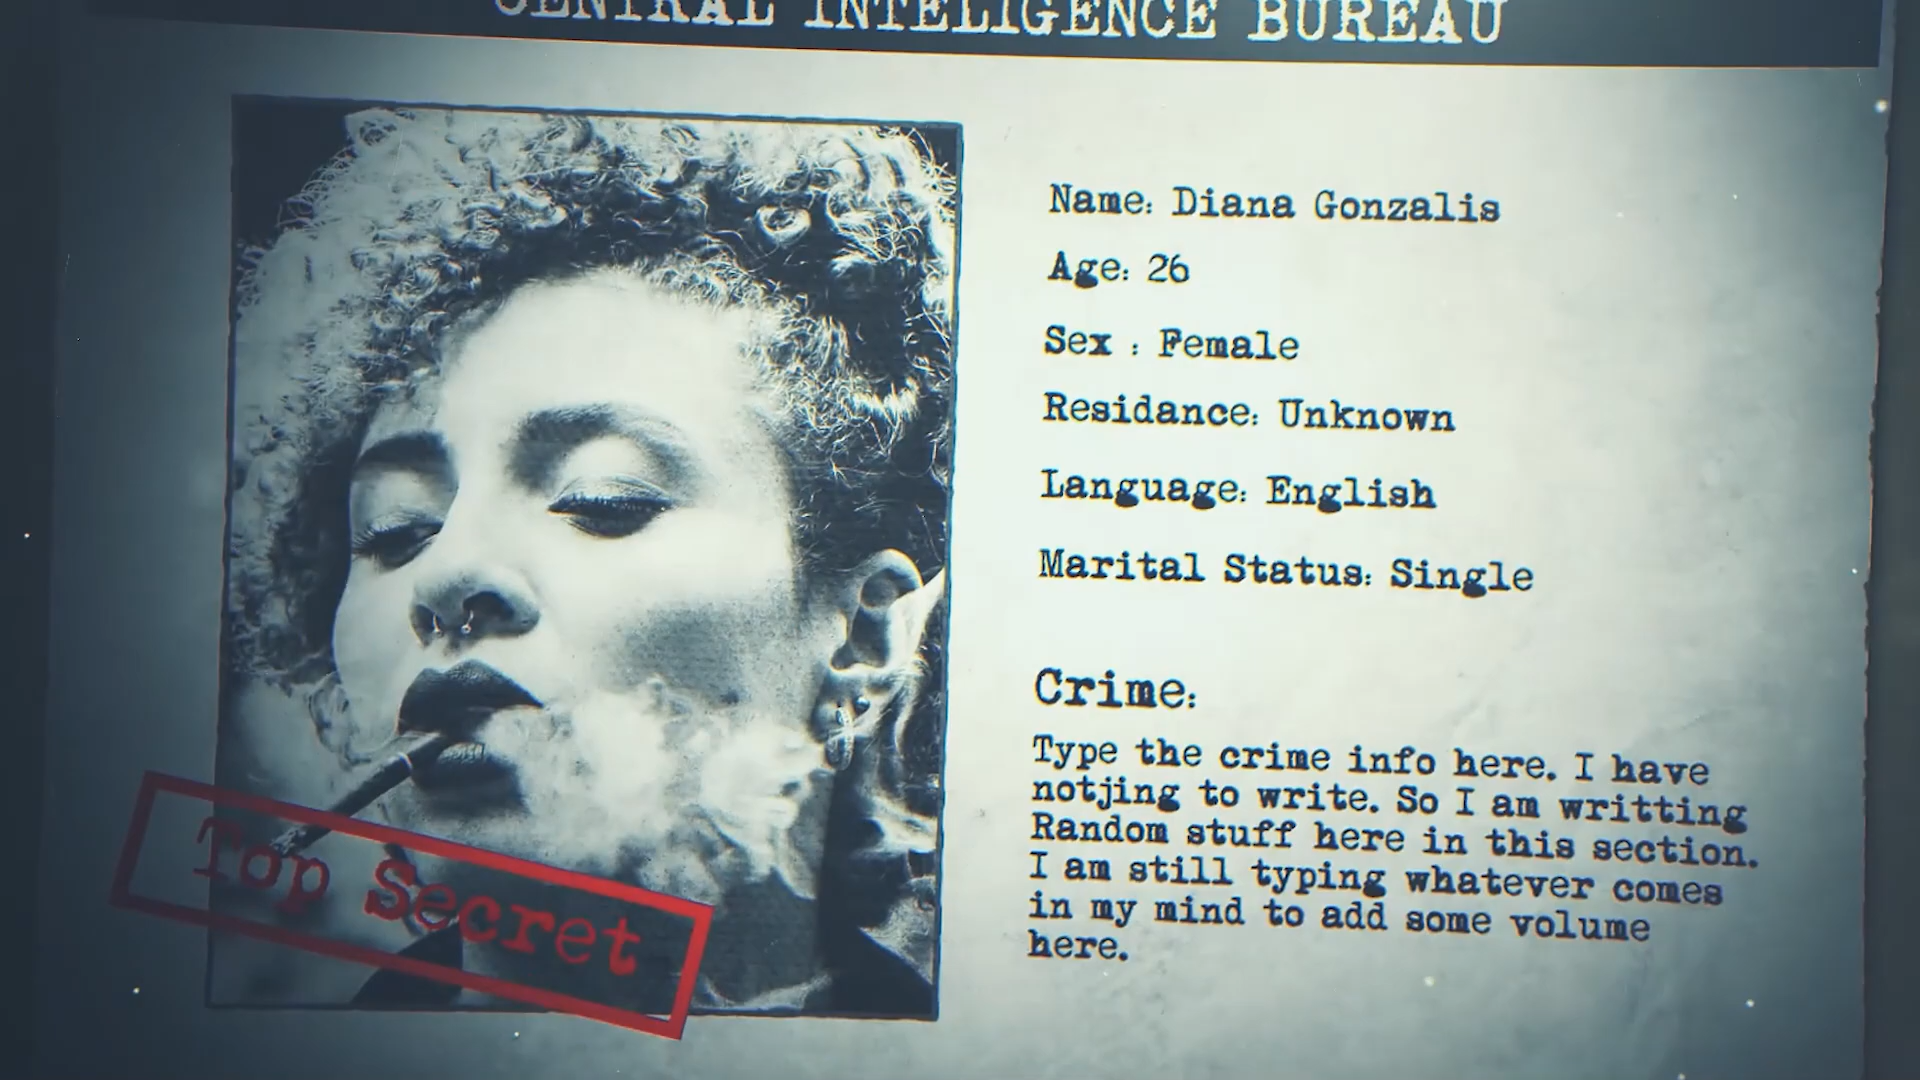 CENTRAL INTELIGENCE BUREAU
Name: Diana Gonzalis
Age: 26
Sex : Female
Residance: Unknown
Language: English
Marital Status: Single
Crime:
Type the crime info here. I have
notjing to write. So I am writting
Random stuff here in this section.
I am still typing whatever comes
in my mind to add some volume
here.
Top Secret